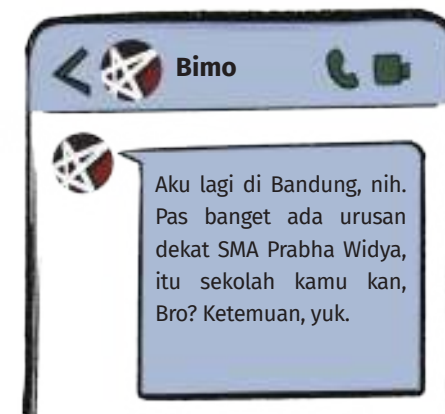 Bimo
Aku lagi di Bandung, nih.
Pas banget ada urusan
dekat SMA Prabha Widya,
itu sekolah kamu kan,
Bro? Ketemuan, yuk.